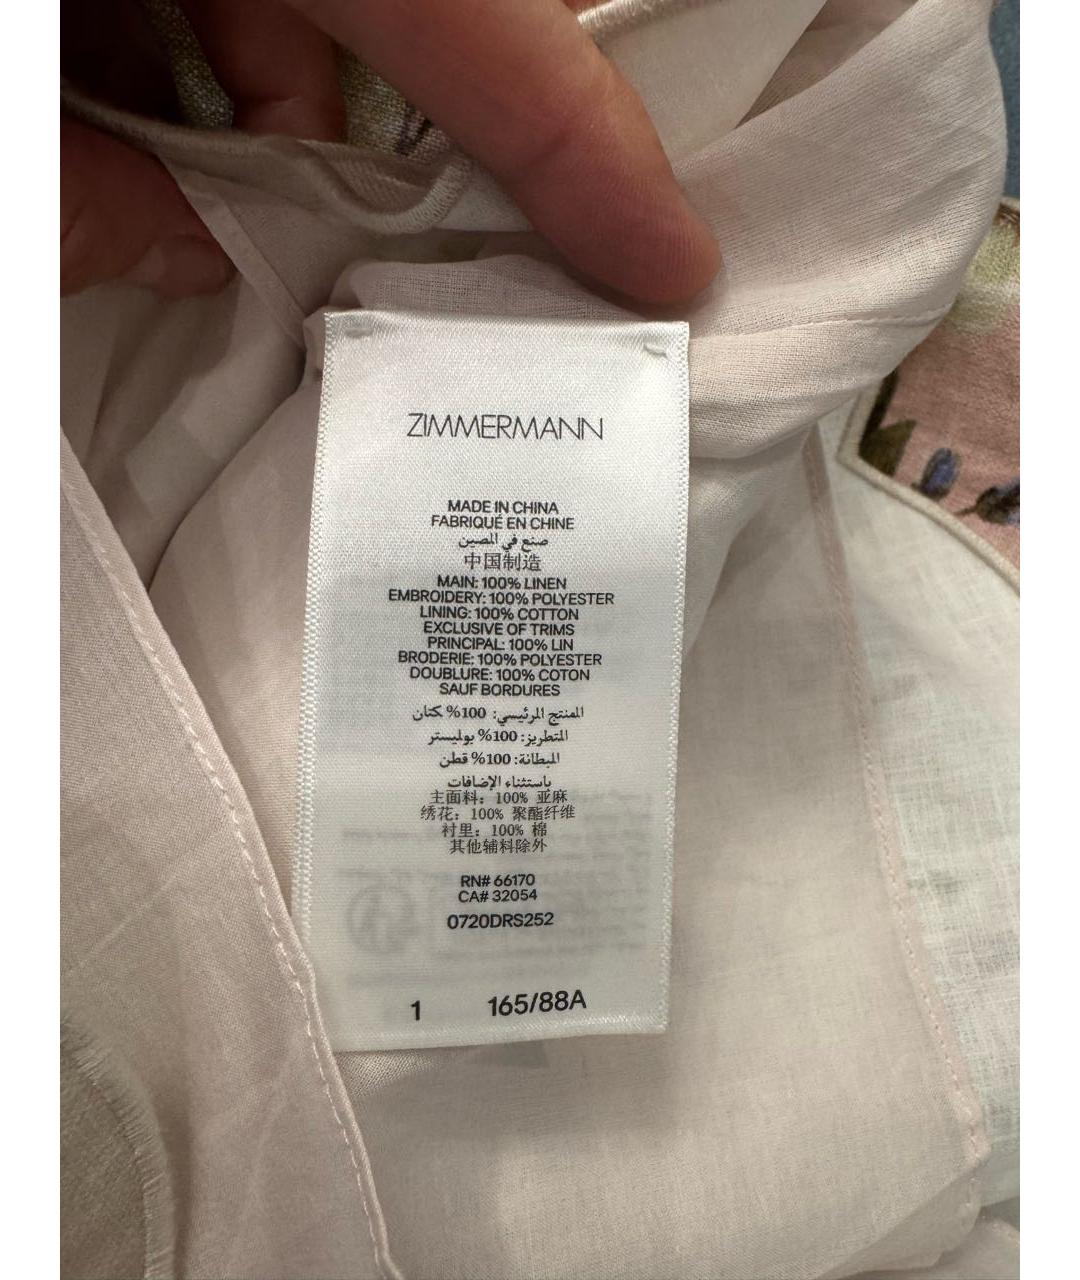 ZIMMERMANN
MADE IN CHINA
FABRIQUÉ EN CHINE
صنع في المصين
中国制造
MAIN: 100% LINEN
EMBROIDERY: 100% POLYESTER
LINING: 100% COTTON
EXCLUSIVE OF TRIMS
PRINCIPAL: 100% LIN
BRODERIE: 100% POLYESTER
DOUBLURE: 100% COTON
SAUF BORDURES
المنتج المرئيسي: 100% كتان
المتطريز: 100% بوليستر
المبطانة: 100% قطن
باستثناء الإضافات
主面料：100% 亚麻
绣花：100% 聚酯纤维
衬里：100% 棉
其他辅料除外
RN# 66170
CA# 32054
0720DRS252
1 165/88A